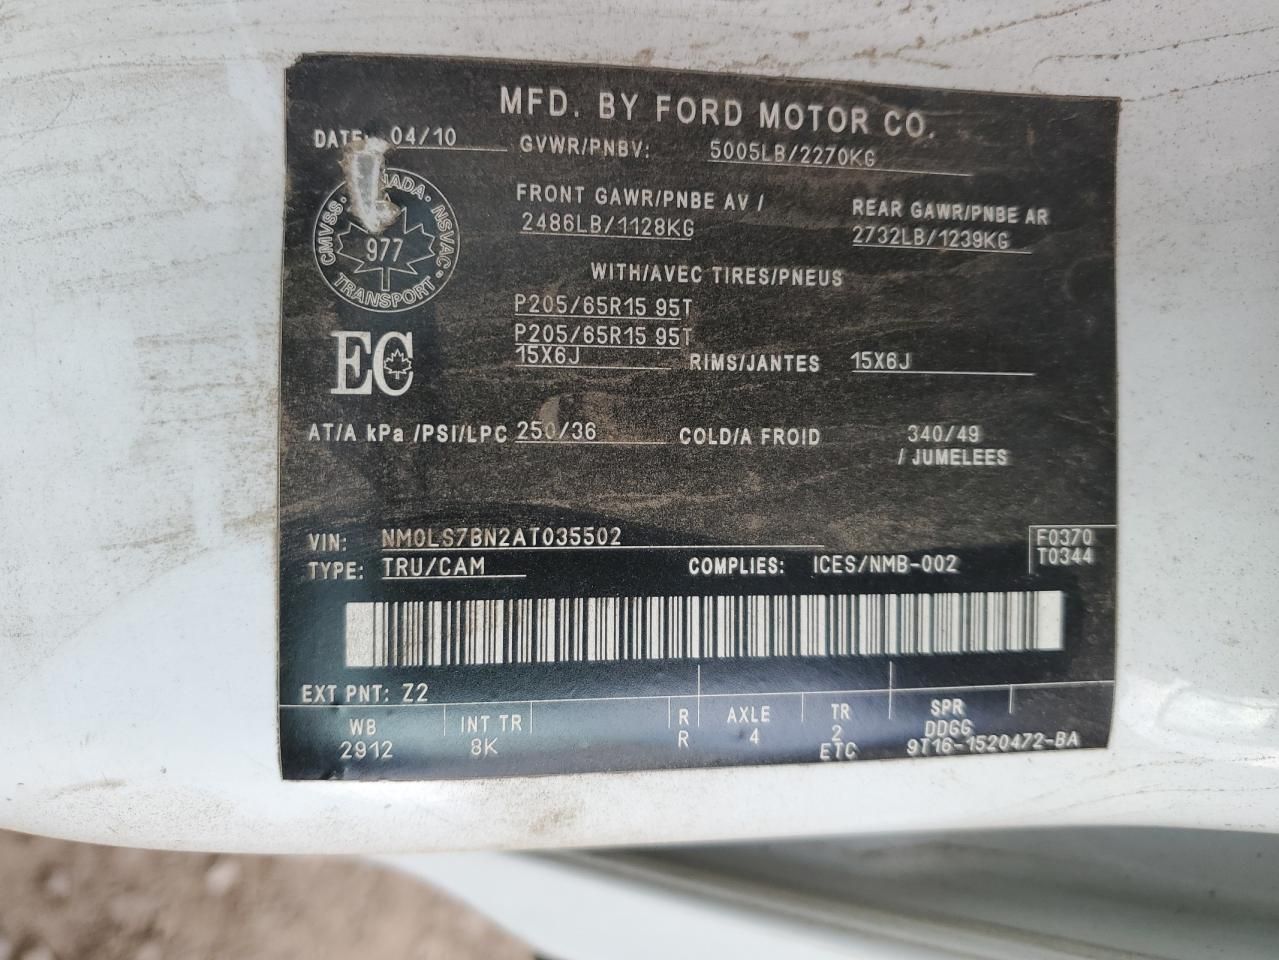 MFD. BY FORD MOTOR CO.
DATE: 04/10 GVWR/PNBV: 5005LB/2270KG
FRONT GAWR/PNBE AV / REAR GAWR/PNBE AR
2486LB/1128KG 2732LB/1239KG
CMVSS NADA · NSVAC
977
TRANSPORT
WITH/AVEC TIRES/PNEUS
P205/65R15 95T
P205/65R15 95T
15X6J RIMS/JANTES 15X6J
EC
AT/A kPa /PSI/LPC 250/36 COLD/A FROID 340/49
/ JUMELEES
VIN: NM0LS7BN2AT035502 F0370
TYPE: TRU/CAM COMPLIES: ICES/NMB-002 T0344
EXT PNT: Z2
WB INT TR R AXLE TR SPR
2912 8K R 4 2 DDGG
ETC 9T16-1520472-BA